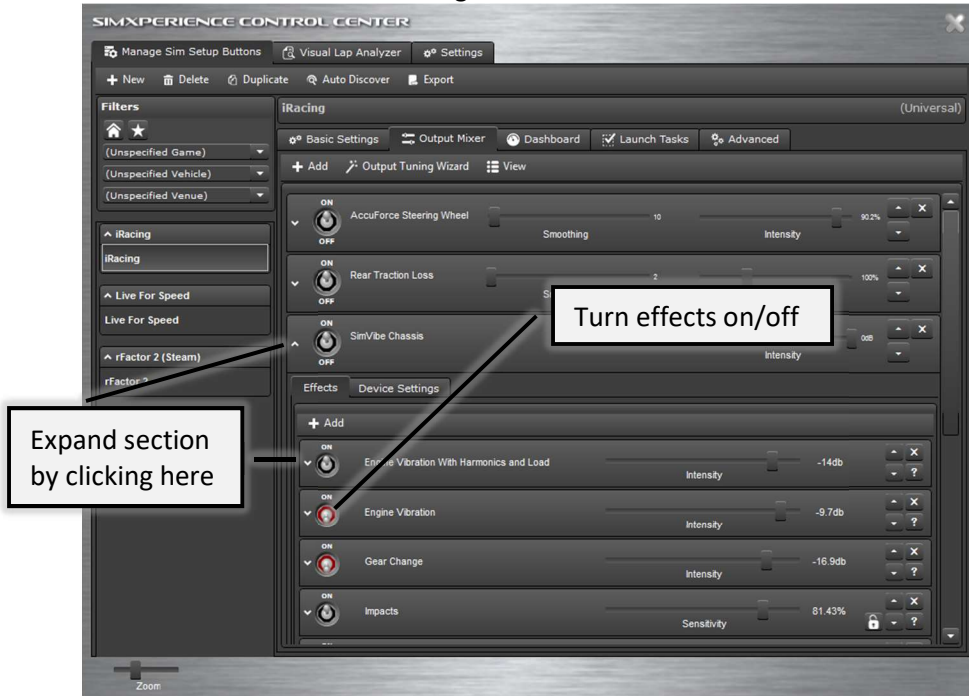 SIMXPERIENCE CONTROL CENTER
Manage Sim Setup Buttons Visual Lap Analyzer Settings
+ New Delete Duplicate Auto Discover Export
Filters
(Unspecified Game)
(Unspecified Vehicle)
(Unspecified Venue)
iRacing
iRacing
Live For Speed
Live For Speed
rFactor 2 (Steam)
rFactor 2
iRacing (Universal)
Basic Settings Output Mixer Dashboard Launch Tasks Advanced
+ Add Output Tuning Wizard View
ON
AccuForce Steering Wheel 10 90.2%
OFF Smoothing Intensity
ON
Rear Traction Loss 2 100%
OFF
ON
SimVibe Chassis 0dB
OFF Intensity
Turn effects on/off
Effects Device Settings
+ Add
Expand section
by clicking here
ON
Engine Vibration With Harmonics and Load -14db
Intensity ?
ON
Engine Vibration -9.7db
Intensity ?
ON
Gear Change -16.9db
Intensity ?
ON
Impacts 81.43%
Sensitivity ?
Zoom